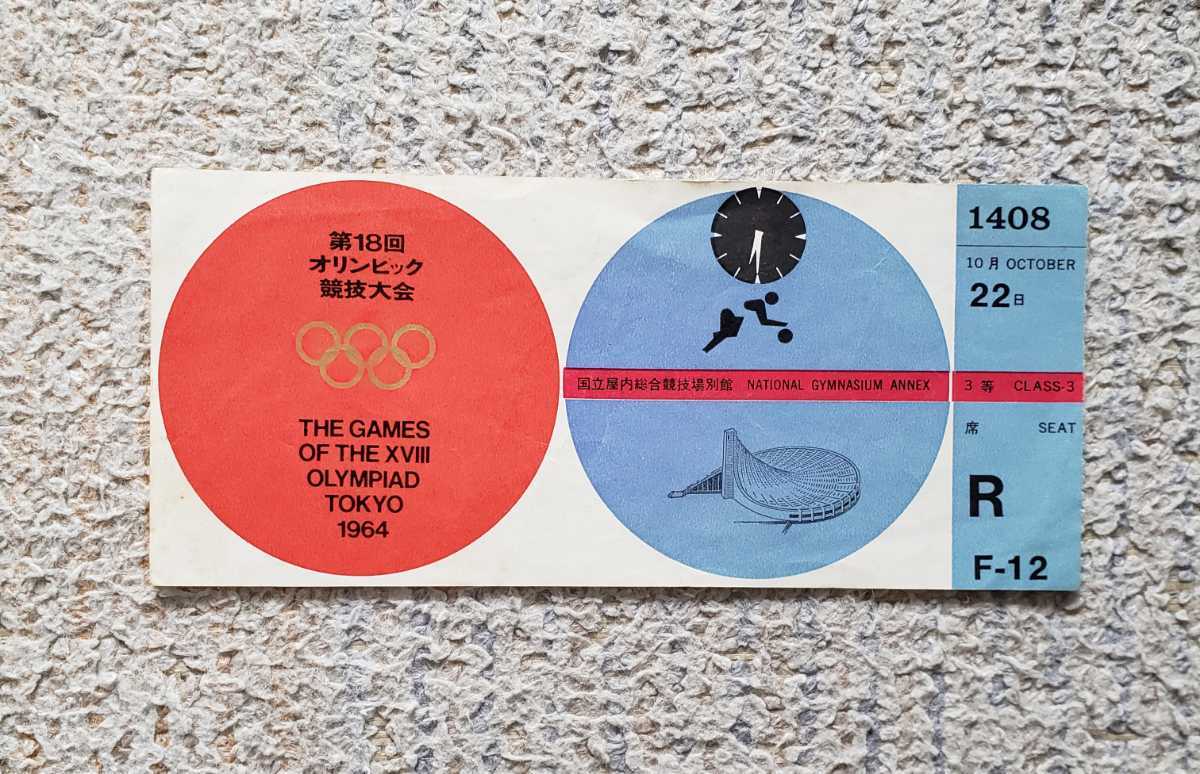 第18回
オリンピック
競技大会
THE GAMES
OF THE XVIII
OLYMPIAD
TOKYO
1964
国立屋内総合競技場別館 NATIONAL GYMNASIUM ANNEX
1408
10月 OCTOBER
22日
3等 CLASS-3
席 SEAT
R
F-12